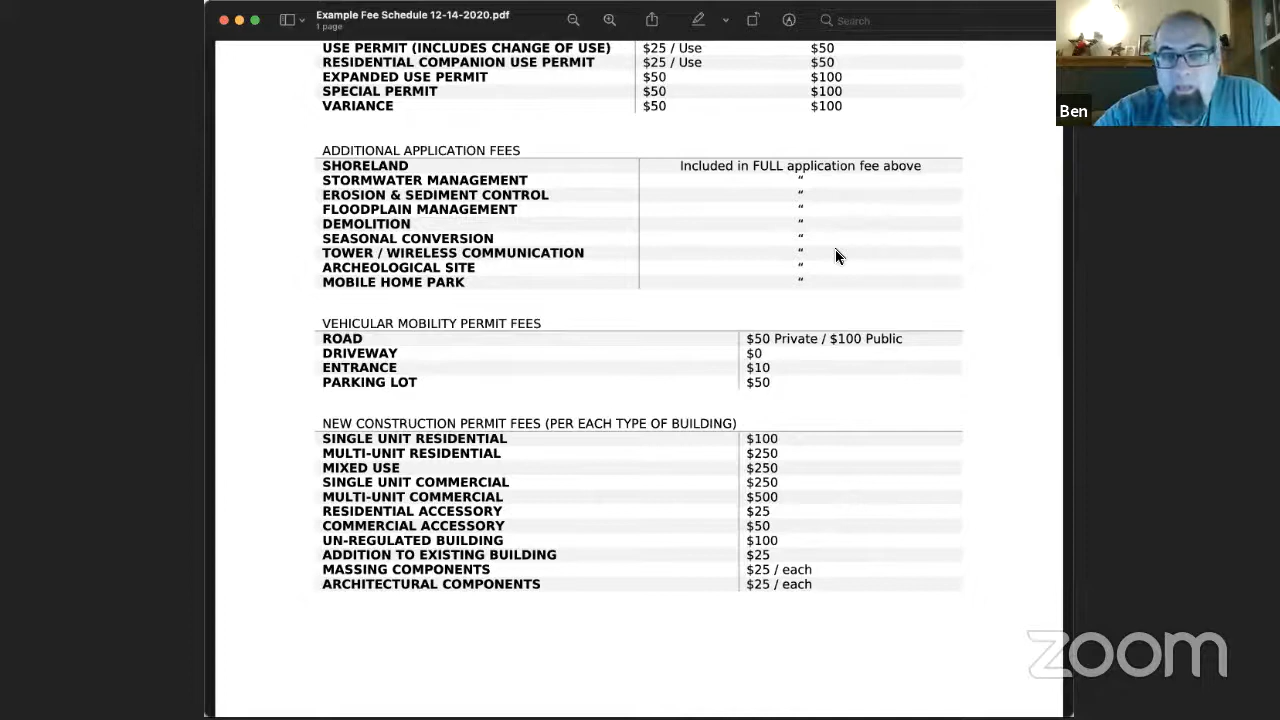 Example Fee Schedule 12-14-2020.pdf
1 page
Search
USE PERMIT (INCLUDES CHANGE OF USE) $25 / Use $50
RESIDENTIAL COMPANION USE PERMIT $25 / Use $50
EXPANDED USE PERMIT $50 $100
SPECIAL PERMIT $50 $100
VARIANCE $50 $100
ADDITIONAL APPLICATION FEES
SHORELAND Included in FULL application fee above
STORMWATER MANAGEMENT “
EROSION & SEDIMENT CONTROL “
FLOODPLAIN MANAGEMENT “
DEMOLITION “
SEASONAL CONVERSION “
TOWER / WIRELESS COMMUNICATION “
ARCHEOLOGICAL SITE “
MOBILE HOME PARK “
VEHICULAR MOBILITY PERMIT FEES
ROAD $50 Private / $100 Public
DRIVEWAY $0
ENTRANCE $10
PARKING LOT $50
NEW CONSTRUCTION PERMIT FEES (PER EACH TYPE OF BUILDING)
SINGLE UNIT RESIDENTIAL $100
MULTI-UNIT RESIDENTIAL $250
MIXED USE $250
SINGLE UNIT COMMERCIAL $250
MULTI-UNIT COMMERCIAL $500
RESIDENTIAL ACCESSORY $25
COMMERCIAL ACCESSORY $50
UN-REGULATED BUILDING $100
ADDITION TO EXISTING BUILDING $25
MASSING COMPONENTS $25 / each
ARCHITECTURAL COMPONENTS $25 / each
Ben
zoom